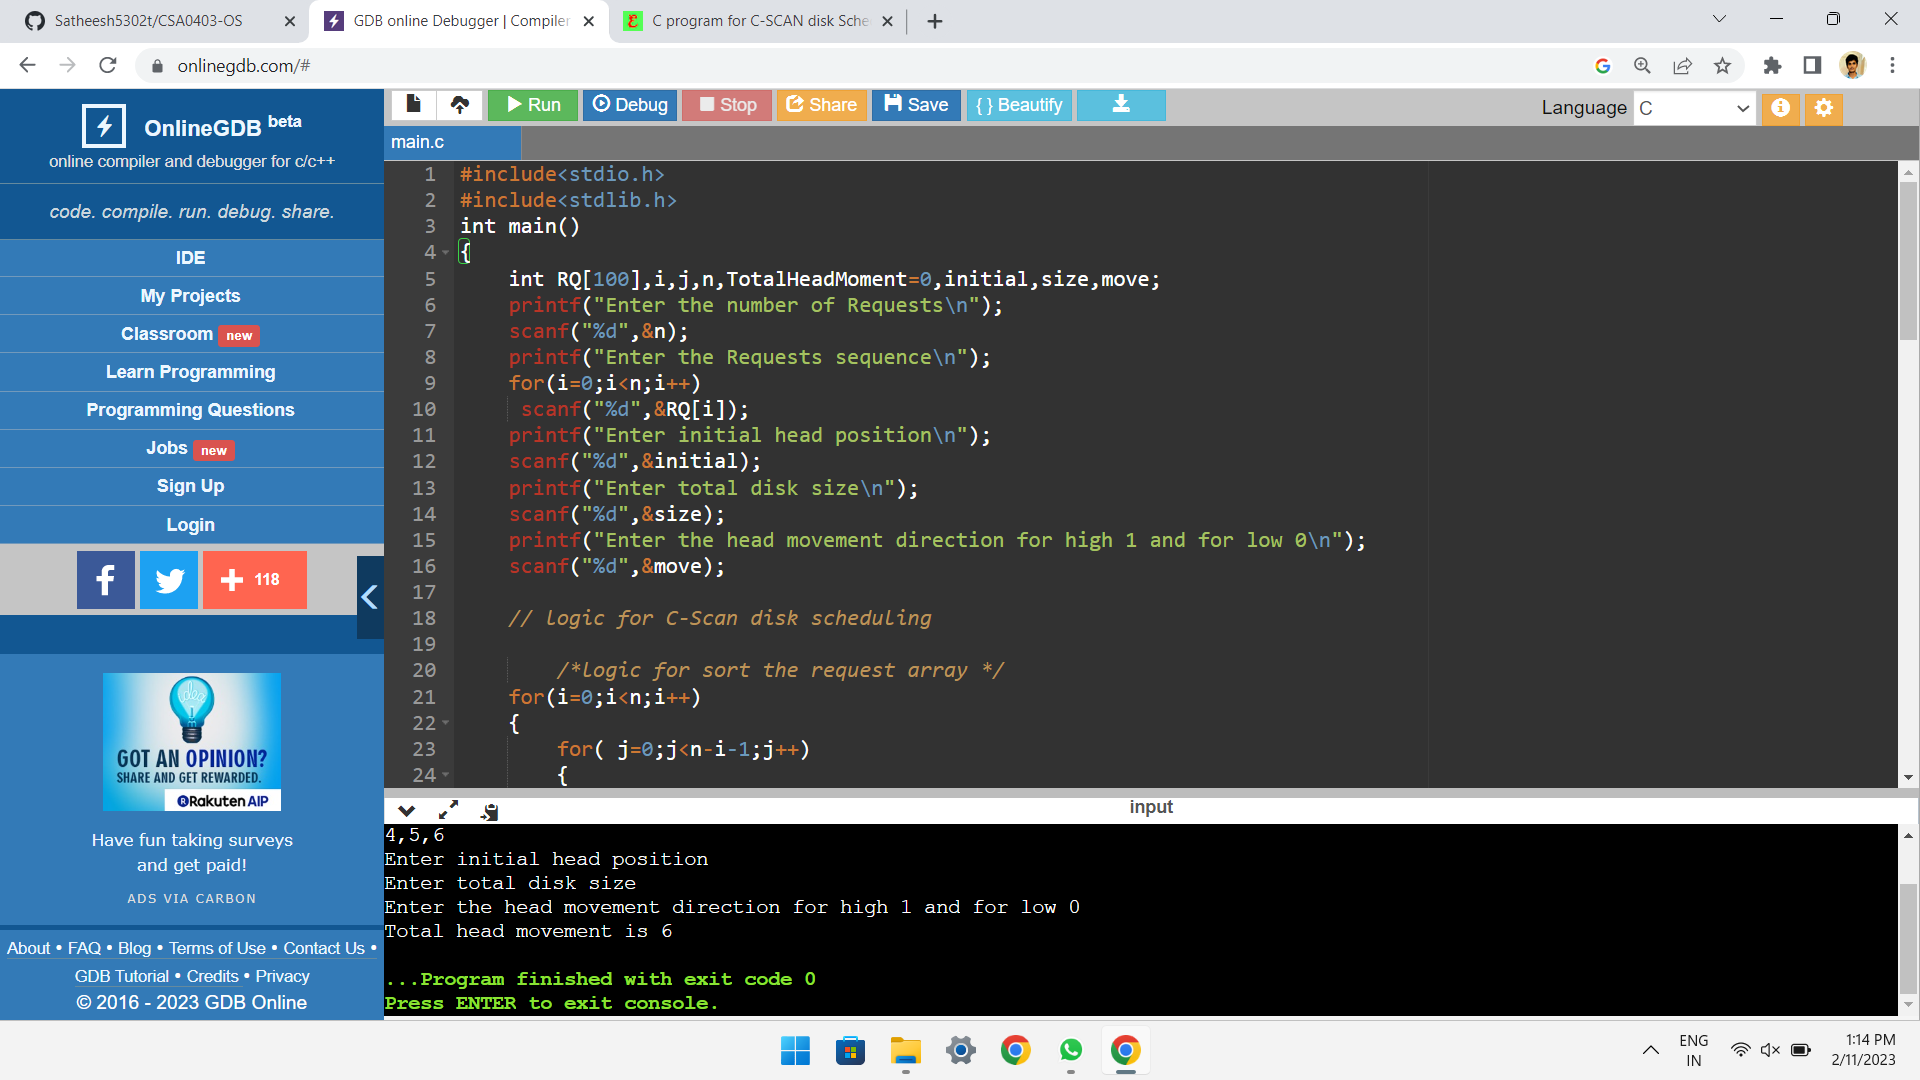 Satheesh5302t/CSA0403-OS
GDB online Debugger | Compiler
C program for C-SCAN disk Sche
onlinegdb.com/#
OnlineGDB beta
online compiler and debugger for c/c++
code. compile. run. debug. share.
IDE
My Projects
Classroom new
Learn Programming
Programming Questions
Jobs new
Sign Up
Login
f
+ 118
<
GOT AN OPINION?
SHARE AND GET REWARDED.
Rakuten AIP
Have fun taking surveys
and get paid!
ADS VIA CARBON
About • FAQ • Blog • Terms of Use • Contact Us •
GDB Tutorial • Credits • Privacy
© 2016 - 2023 GDB Online
Run Debug Stop Share Save { } Beautify
Language C
main.c
1 #include<stdio.h>
2 #include<stdlib.h>
3 int main()
4 {
5 int RQ[100],i,j,n,TotalHeadMoment=0,initial,size,move;
6 printf("Enter the number of Requests\n");
7 scanf("%d",&n);
8 printf("Enter the Requests sequence\n");
9 for(i=0;i<n;i++)
10 scanf("%d",&RQ[i]);
11 printf("Enter initial head position\n");
12 scanf("%d",&initial);
13 printf("Enter total disk size\n");
14 scanf("%d",&size);
15 printf("Enter the head movement direction for high 1 and for low 0\n");
16 scanf("%d",&move);
17
18 // logic for C-Scan disk scheduling
19
20 /*logic for sort the request array */
21 for(i=0;i<n;i++)
22 {
23 for( j=0;j<n-i-1;j++)
24 {
input
4,5,6
Enter initial head position
Enter total disk size
Enter the head movement direction for high 1 and for low 0
Total head movement is 6
...Program finished with exit code 0
Press ENTER to exit console.
ENG
IN
1:14 PM
2/11/2023